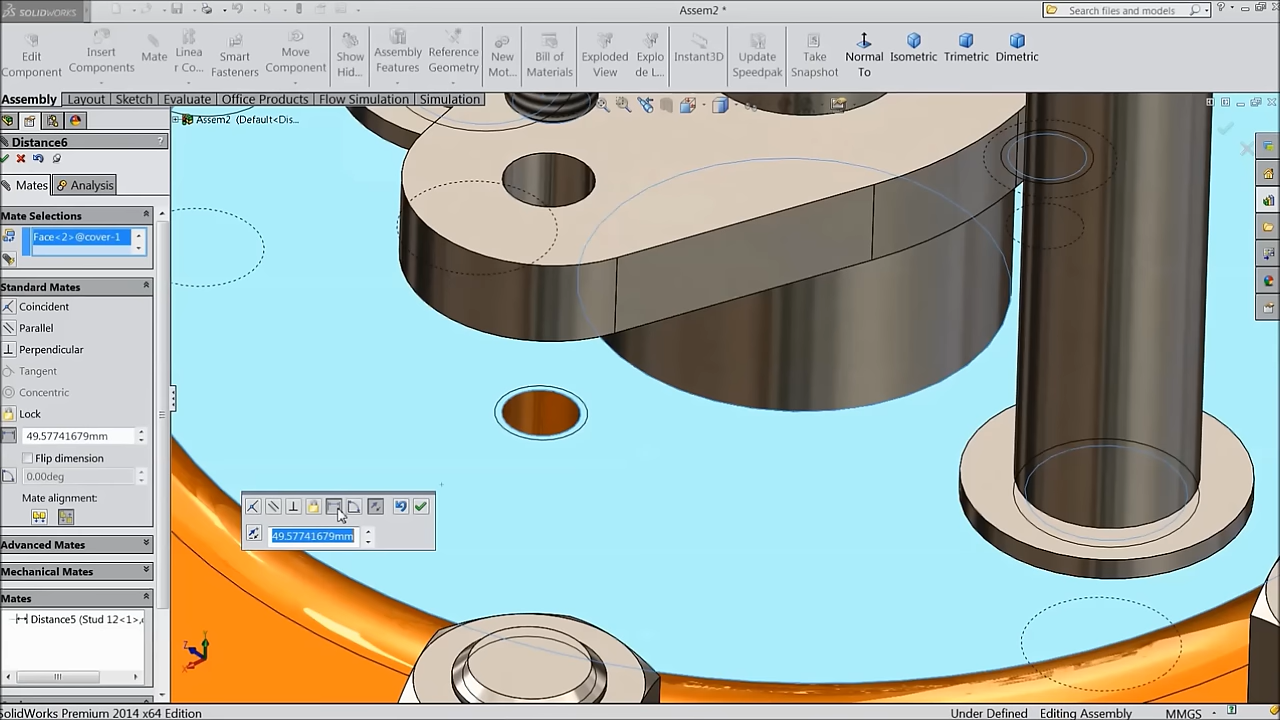 SOLIDWORKS
Assem2 *
Search files and models
Edit Component
Insert Components
Mate
Linea r Co...
Smart Fasteners
Move Component
Show Hid...
Assembly Features
Reference Geometry
New Mot...
Bill of Materials
Exploded View
Explo de L...
Instant3D
Update Speedpak
Take Snapshot
Normal To
Isometric
Trimetric
Dimetric
Assembly
Layout
Sketch
Evaluate
Office Products
Flow Simulation
Simulation
Assem2 (Default<Dis...
Distance6
?
Mates
Analysis
Mate Selections
Face<2>@cover-1
Standard Mates
Coincident
Parallel
Perpendicular
Tangent
Concentric
Lock
49.57741679mm
Flip dimension
0.00deg
Mate alignment:
49.57741679mm
Advanced Mates
Mechanical Mates
Mates
Distance5 (Stud 12<1>,
SolidWorks Premium 2014 x64 Edition
Under Defined
Editing Assembly
MMGS